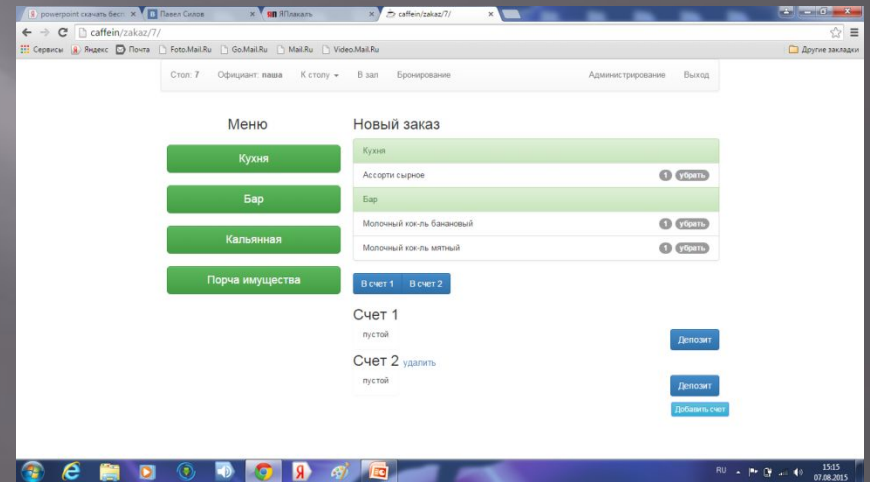 powerpoint скачать бесп
Павел Силов
ЯПлакалъ
caffein/zakaz/7/
caffein/zakaz/7/
Сервисы Яндекс Почта Foto.Mail.Ru Go.Mail.Ru Mail.Ru Video.Mail.Ru Другие закладки
Стол: 7 Официант: паша К столу В зал Бронирование Администрирование Выход
Меню
Кухня
Бар
Кальянная
Порча имущества
Новый заказ
Кухня
Ассорти сырное 1 убрать
Бар
Молочный кок-ль банановый 1 убрать
Молочный кок-ль мятный 1 убрать
В счет 1 В счет 2
Счет 1
пустой
Депозит
Счет 2 удалить
пустой
Депозит
Добавить счет
RU 15:15
07.08.2015